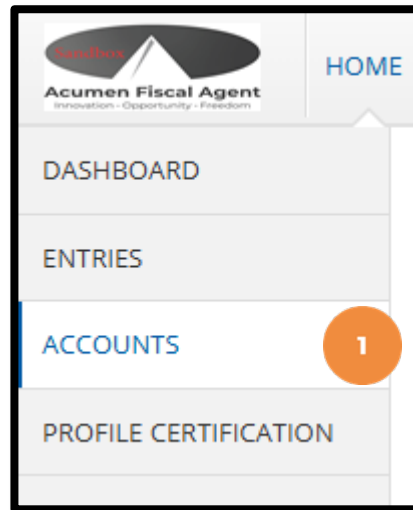 Sandbox
Acumen Fiscal Agent
Innovation - Opportunity - Freedom
HOME
DASHBOARD
ENTRIES
ACCOUNTS
1
PROFILE CERTIFICATION